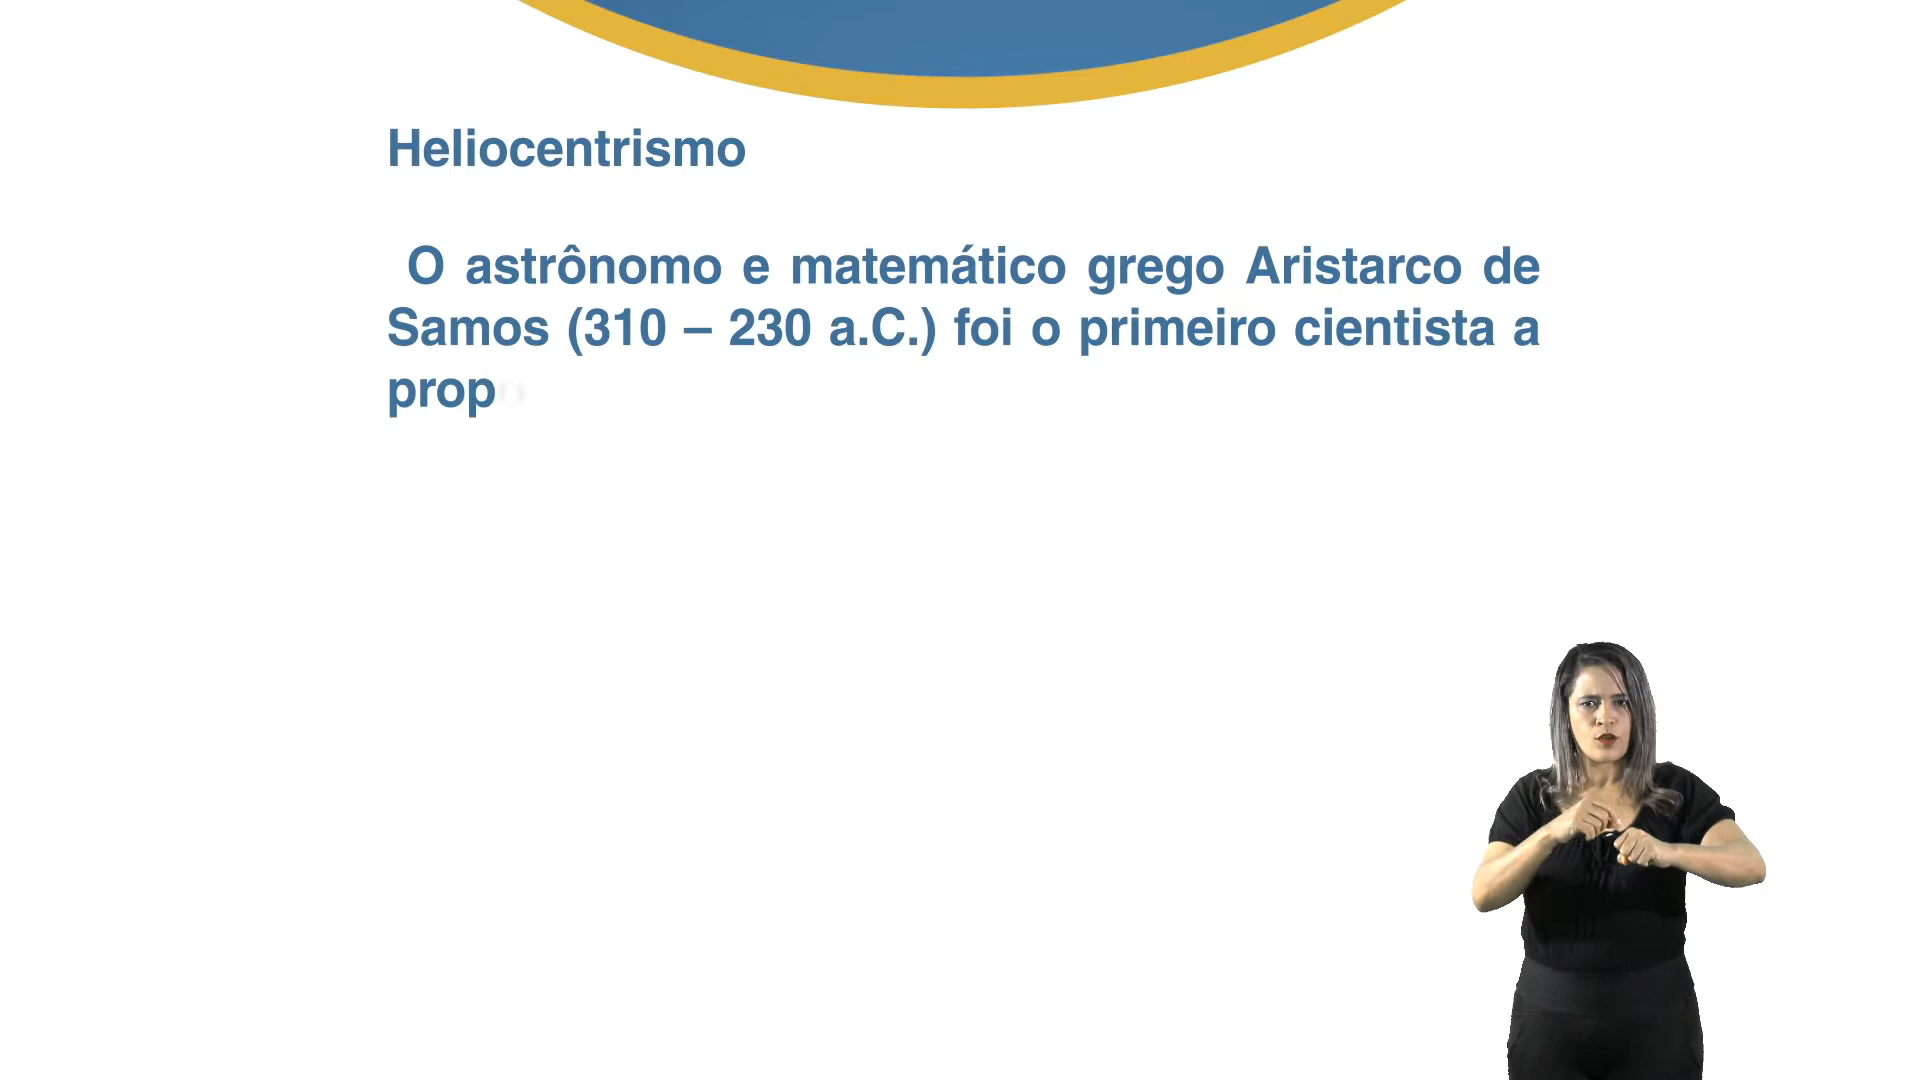 Heliocentrismo
O astrônomo e matemático grego Aristarco de
Samos (310 – 230 a.C.) foi o primeiro cientista a
prop